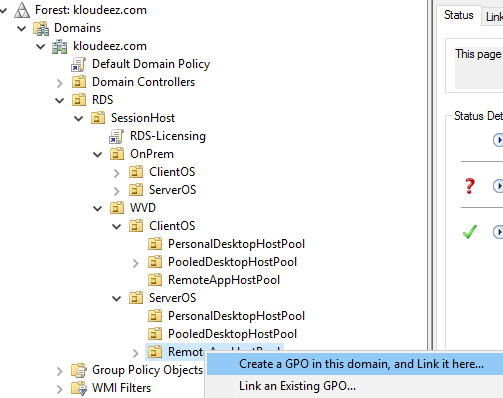 Forest: kloudeez.com
Domains
kloudeez.com
Default Domain Policy
Domain Controllers
RDS
SessionHost
RDS-Licensing
OnPrem
ClientOS
ServerOS
WVD
ClientOS
PersonalDesktopHostPool
PooledDesktopHostPool
RemoteAppHostPool
ServerOS
PersonalDesktopHostPool
PooledDesktopHostPool
RemoteAppHostPool
Group Policy Objects
WMI Filters
Create a GPO in this domain, and Link it here...
Link an Existing GPO...
Status
Link
This page
Status Det